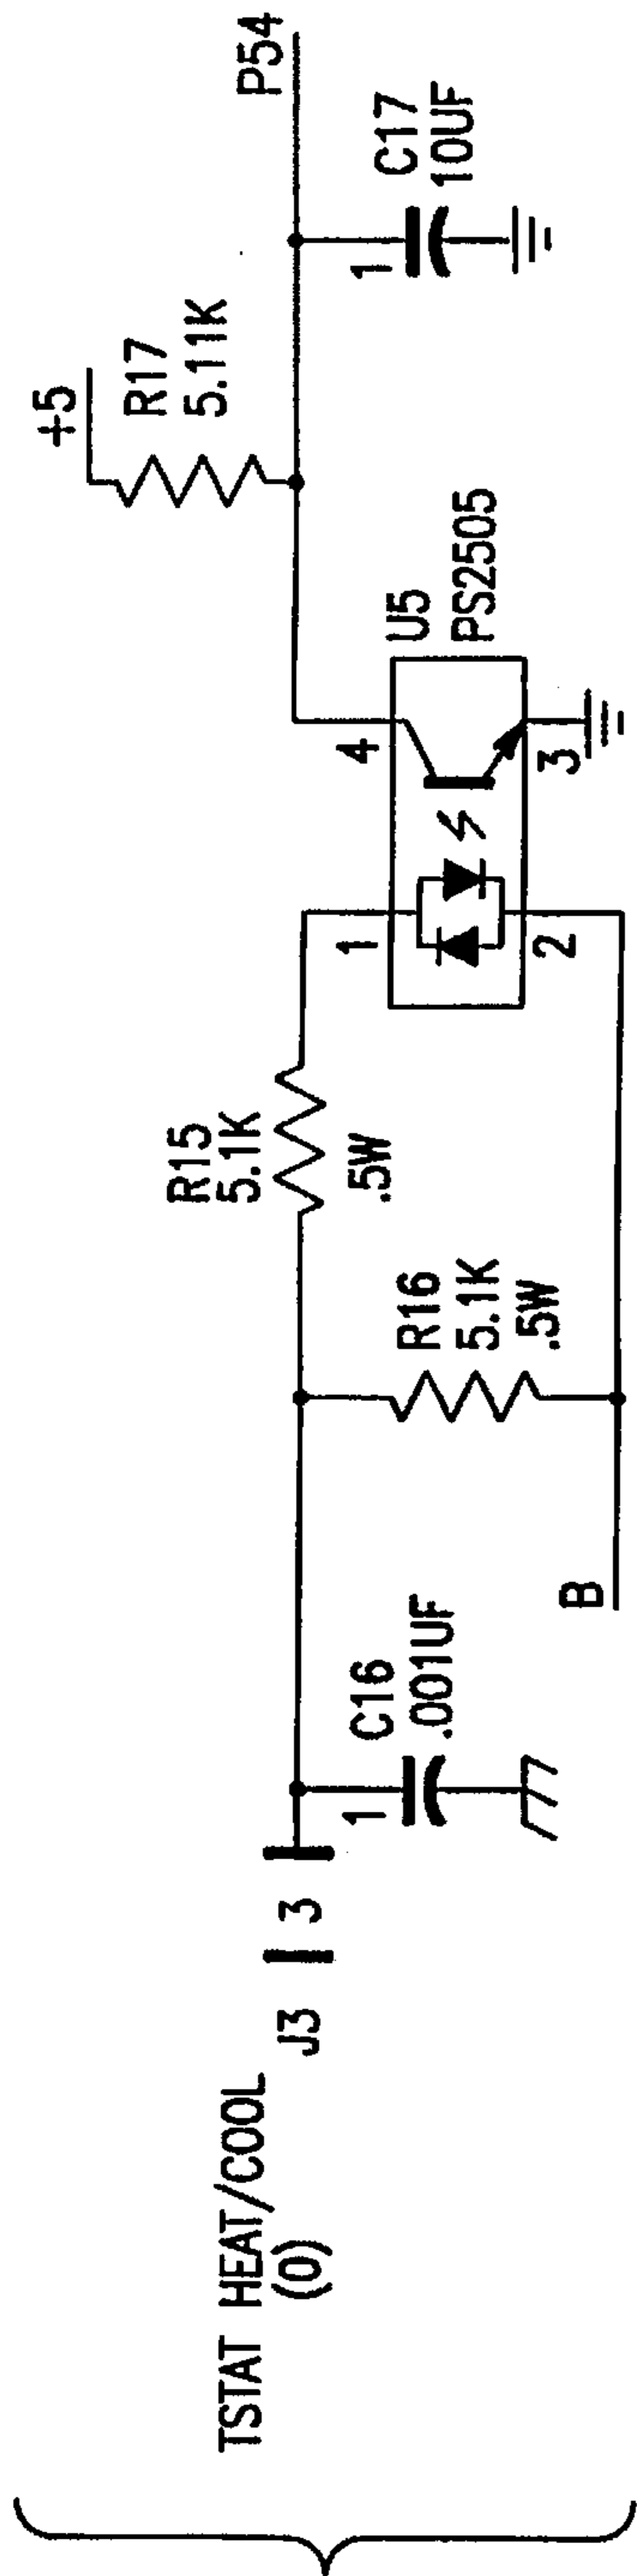 TSTAT HEAT/COOL
(O)
J3
3
1
C16
.001UF
B
R16
5.1K
.5W
R15
5.1K
.5W
1
2
4
3
U5
PS2505
+5
R17
5.11K
1
C17
10UF
P54